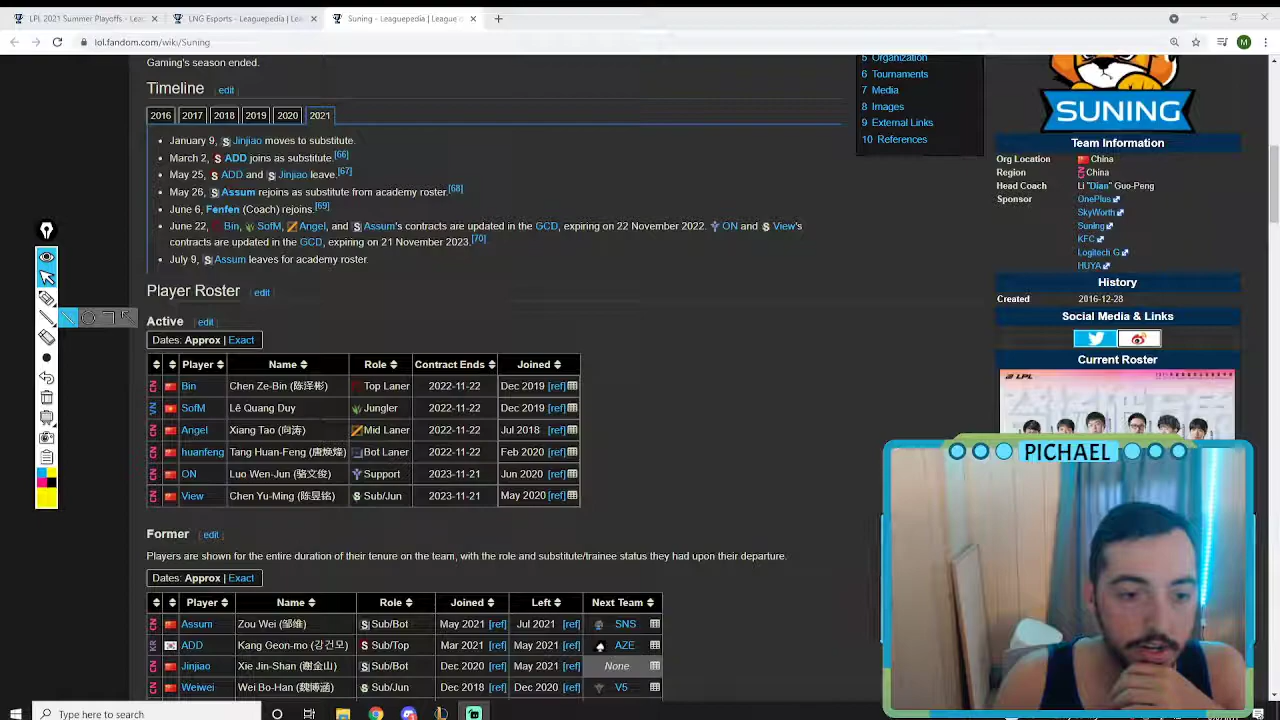 LPL 2021 Summer Playoffs - Leag
LNG Esports - Leaguepedia | Leag
Suning - Leaguepedia | League o
lol.fandom.com/wiki/Suning
M
Gaming's season ended.
Timeline [ edit ]
2016 2017 2018 2019 2020 2021
January 9, Jinjiao moves to substitute.
March 2, ADD joins as substitute.[66]
May 25, ADD and Jinjiao leave.[67]
May 26, Assum rejoins as substitute from academy roster.[68]
June 6, Fenfen (Coach) rejoins.[69]
June 22, Bin, SofM, Angel, and Assum's contracts are updated in the GCD, expiring on 22 November 2022. ON and View's
contracts are updated in the GCD, expiring on 21 November 2023.[70]
July 9, Assum leaves for academy roster.
Player Roster [ edit ]
Active [ edit ]
Dates: Approx | Exact
Player Name Role Contract Ends Joined
CN Bin Chen Ze-Bin (陈泽彬) Top Laner 2022-11-22 Dec 2019 [ref]
VN SofM Lê Quang Duy Jungler 2022-11-22 Dec 2019 [ref]
CN Angel Xiang Tao (向涛) Mid Laner 2022-11-22 Jul 2018 [ref]
CN huanfeng Tang Huan-Feng (唐焕烽) Bot Laner 2022-11-22 Feb 2020 [ref]
CN ON Luo Wen-Jun (骆文俊) Support 2023-11-21 Jun 2020 [ref]
CN View Chen Yu-Ming (陈昱铭) S Sub/Jun 2023-11-21 May 2020 [ref]
Former [ edit ]
Players are shown for the entire duration of their tenure on the team, with the role and substitute/trainee status they had upon their departure.
Dates: Approx | Exact
Player Name Role Joined Left Next Team
CN Assum Zou Wei (邹维) S Sub/Bot May 2021 [ref] Jul 2021 [ref] SNS
KR ADD Kang Geon-mo (강건모) S Sub/Top Mar 2021 [ref] May 2021 [ref] AZE
CN Jinjiao Xie Jin-Shan (谢金山) S Sub/Bot Dec 2020 [ref] May 2021 [ref] None
CN Weiwei Wei Bo-Han (魏博涵) S Sub/Jun Dec 2018 [ref] Dec 2020 [ref] V5
5 Organization
6 Tournaments
7 Media
8 Images
9 External Links
10 References
SUNING
Team Information
Org Location China
Region CN China
Head Coach Li "Dian" Guo-Peng
Sponsor OnePlus
SkyWorth
Suning
KFC
Logitech G
HUYA
History
Created 2016-12-28
Social Media & Links
Current Roster
LPL
PICHAEL
Type here to search